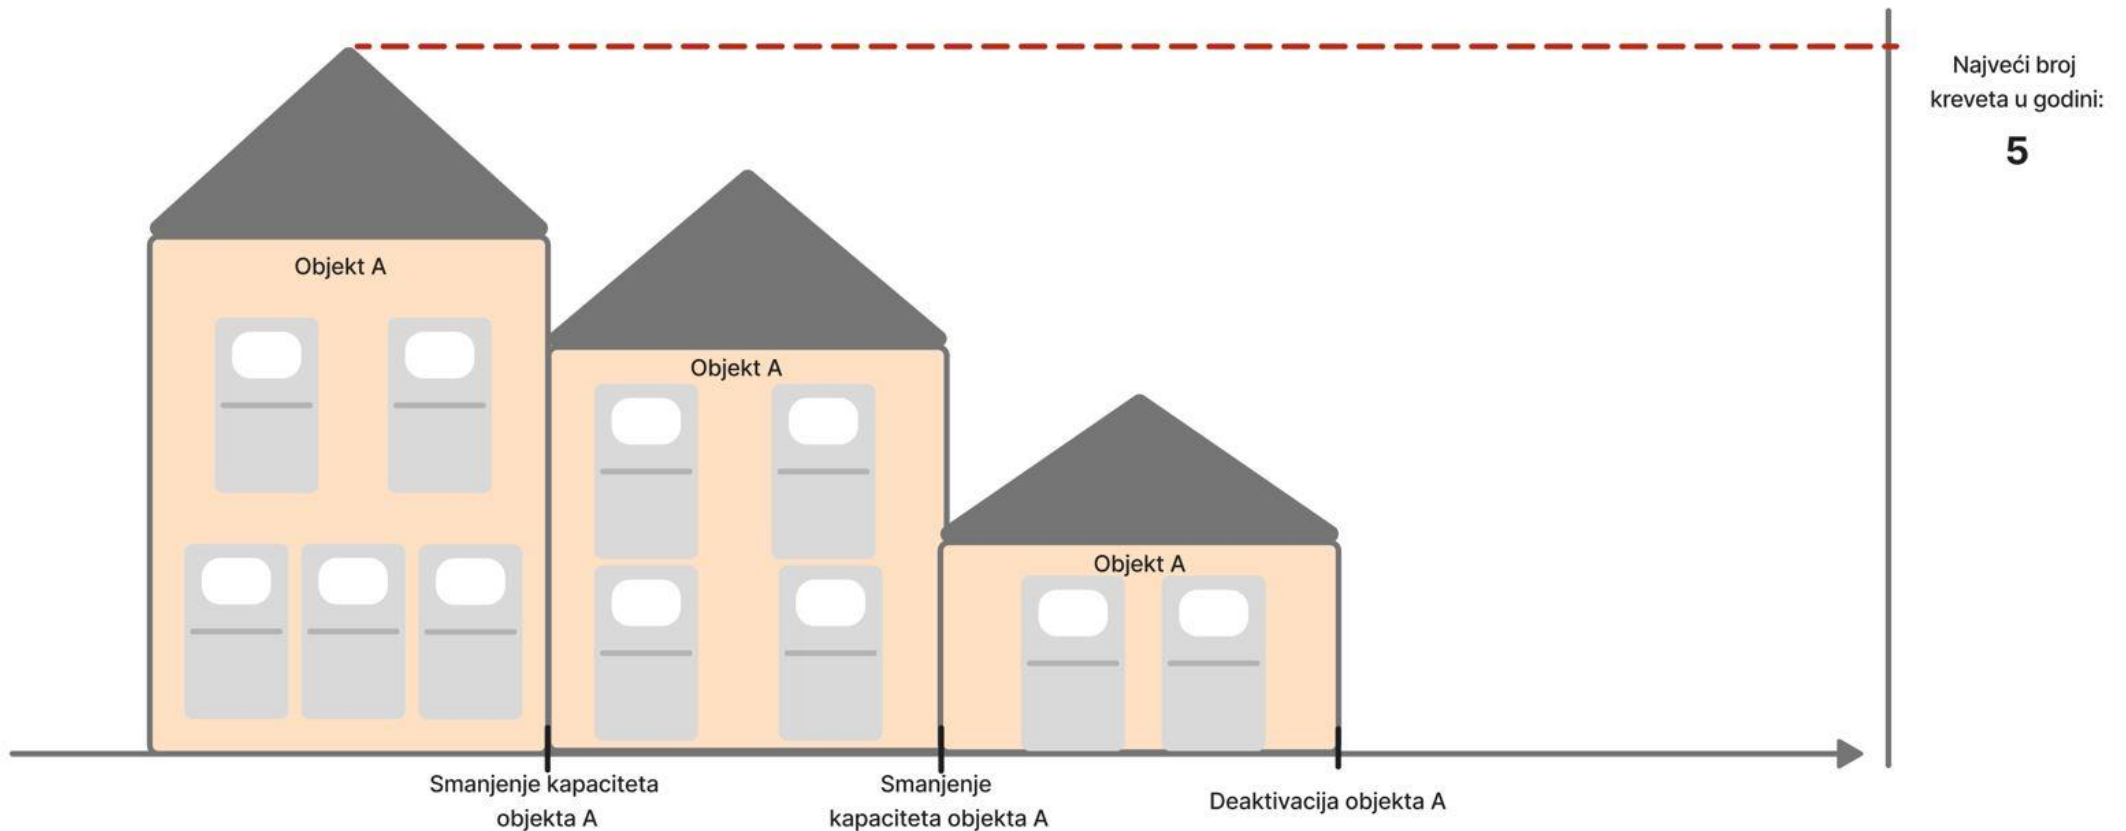 Najveći broj
kreveta u godini:
5
Objekt A
Objekt A
Objekt A
Smanjenje kapaciteta
objekta A
Smanjenje
kapaciteta objekta A
Deaktivacija objekta A